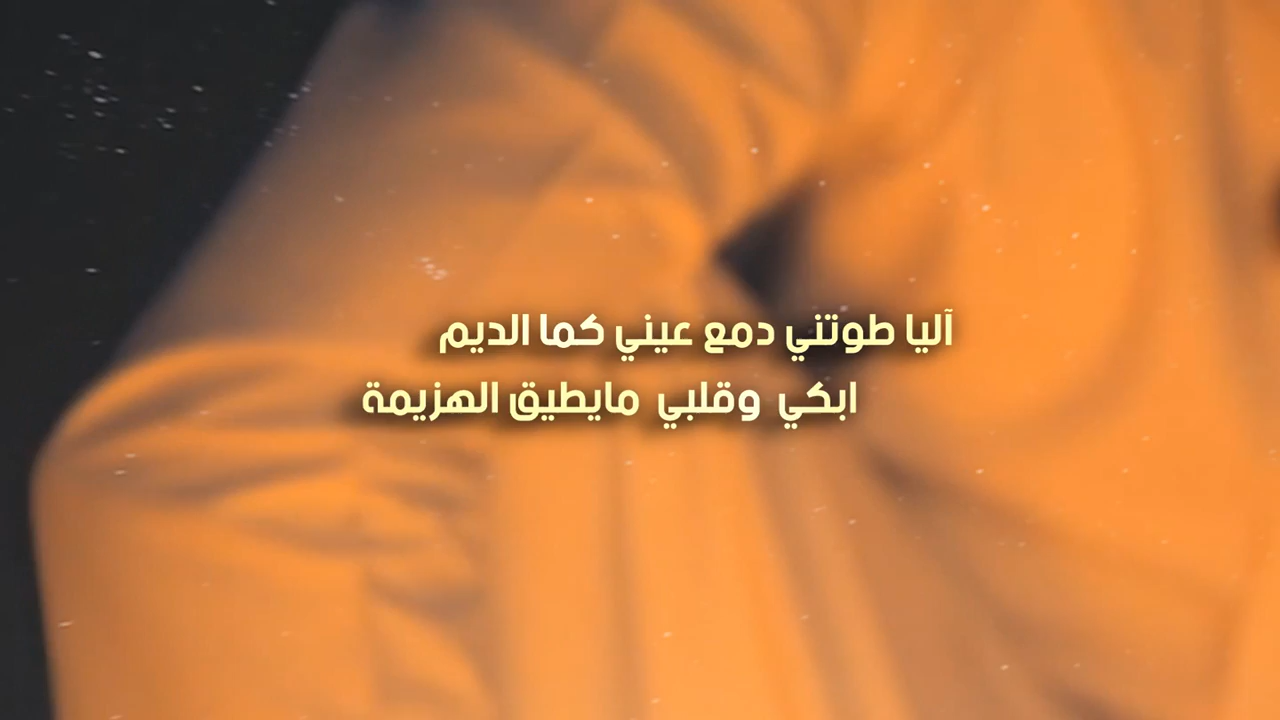 آليا طوتني دمع عيني كما الديم
ابكي وقلبي مايطيق الهزيمة